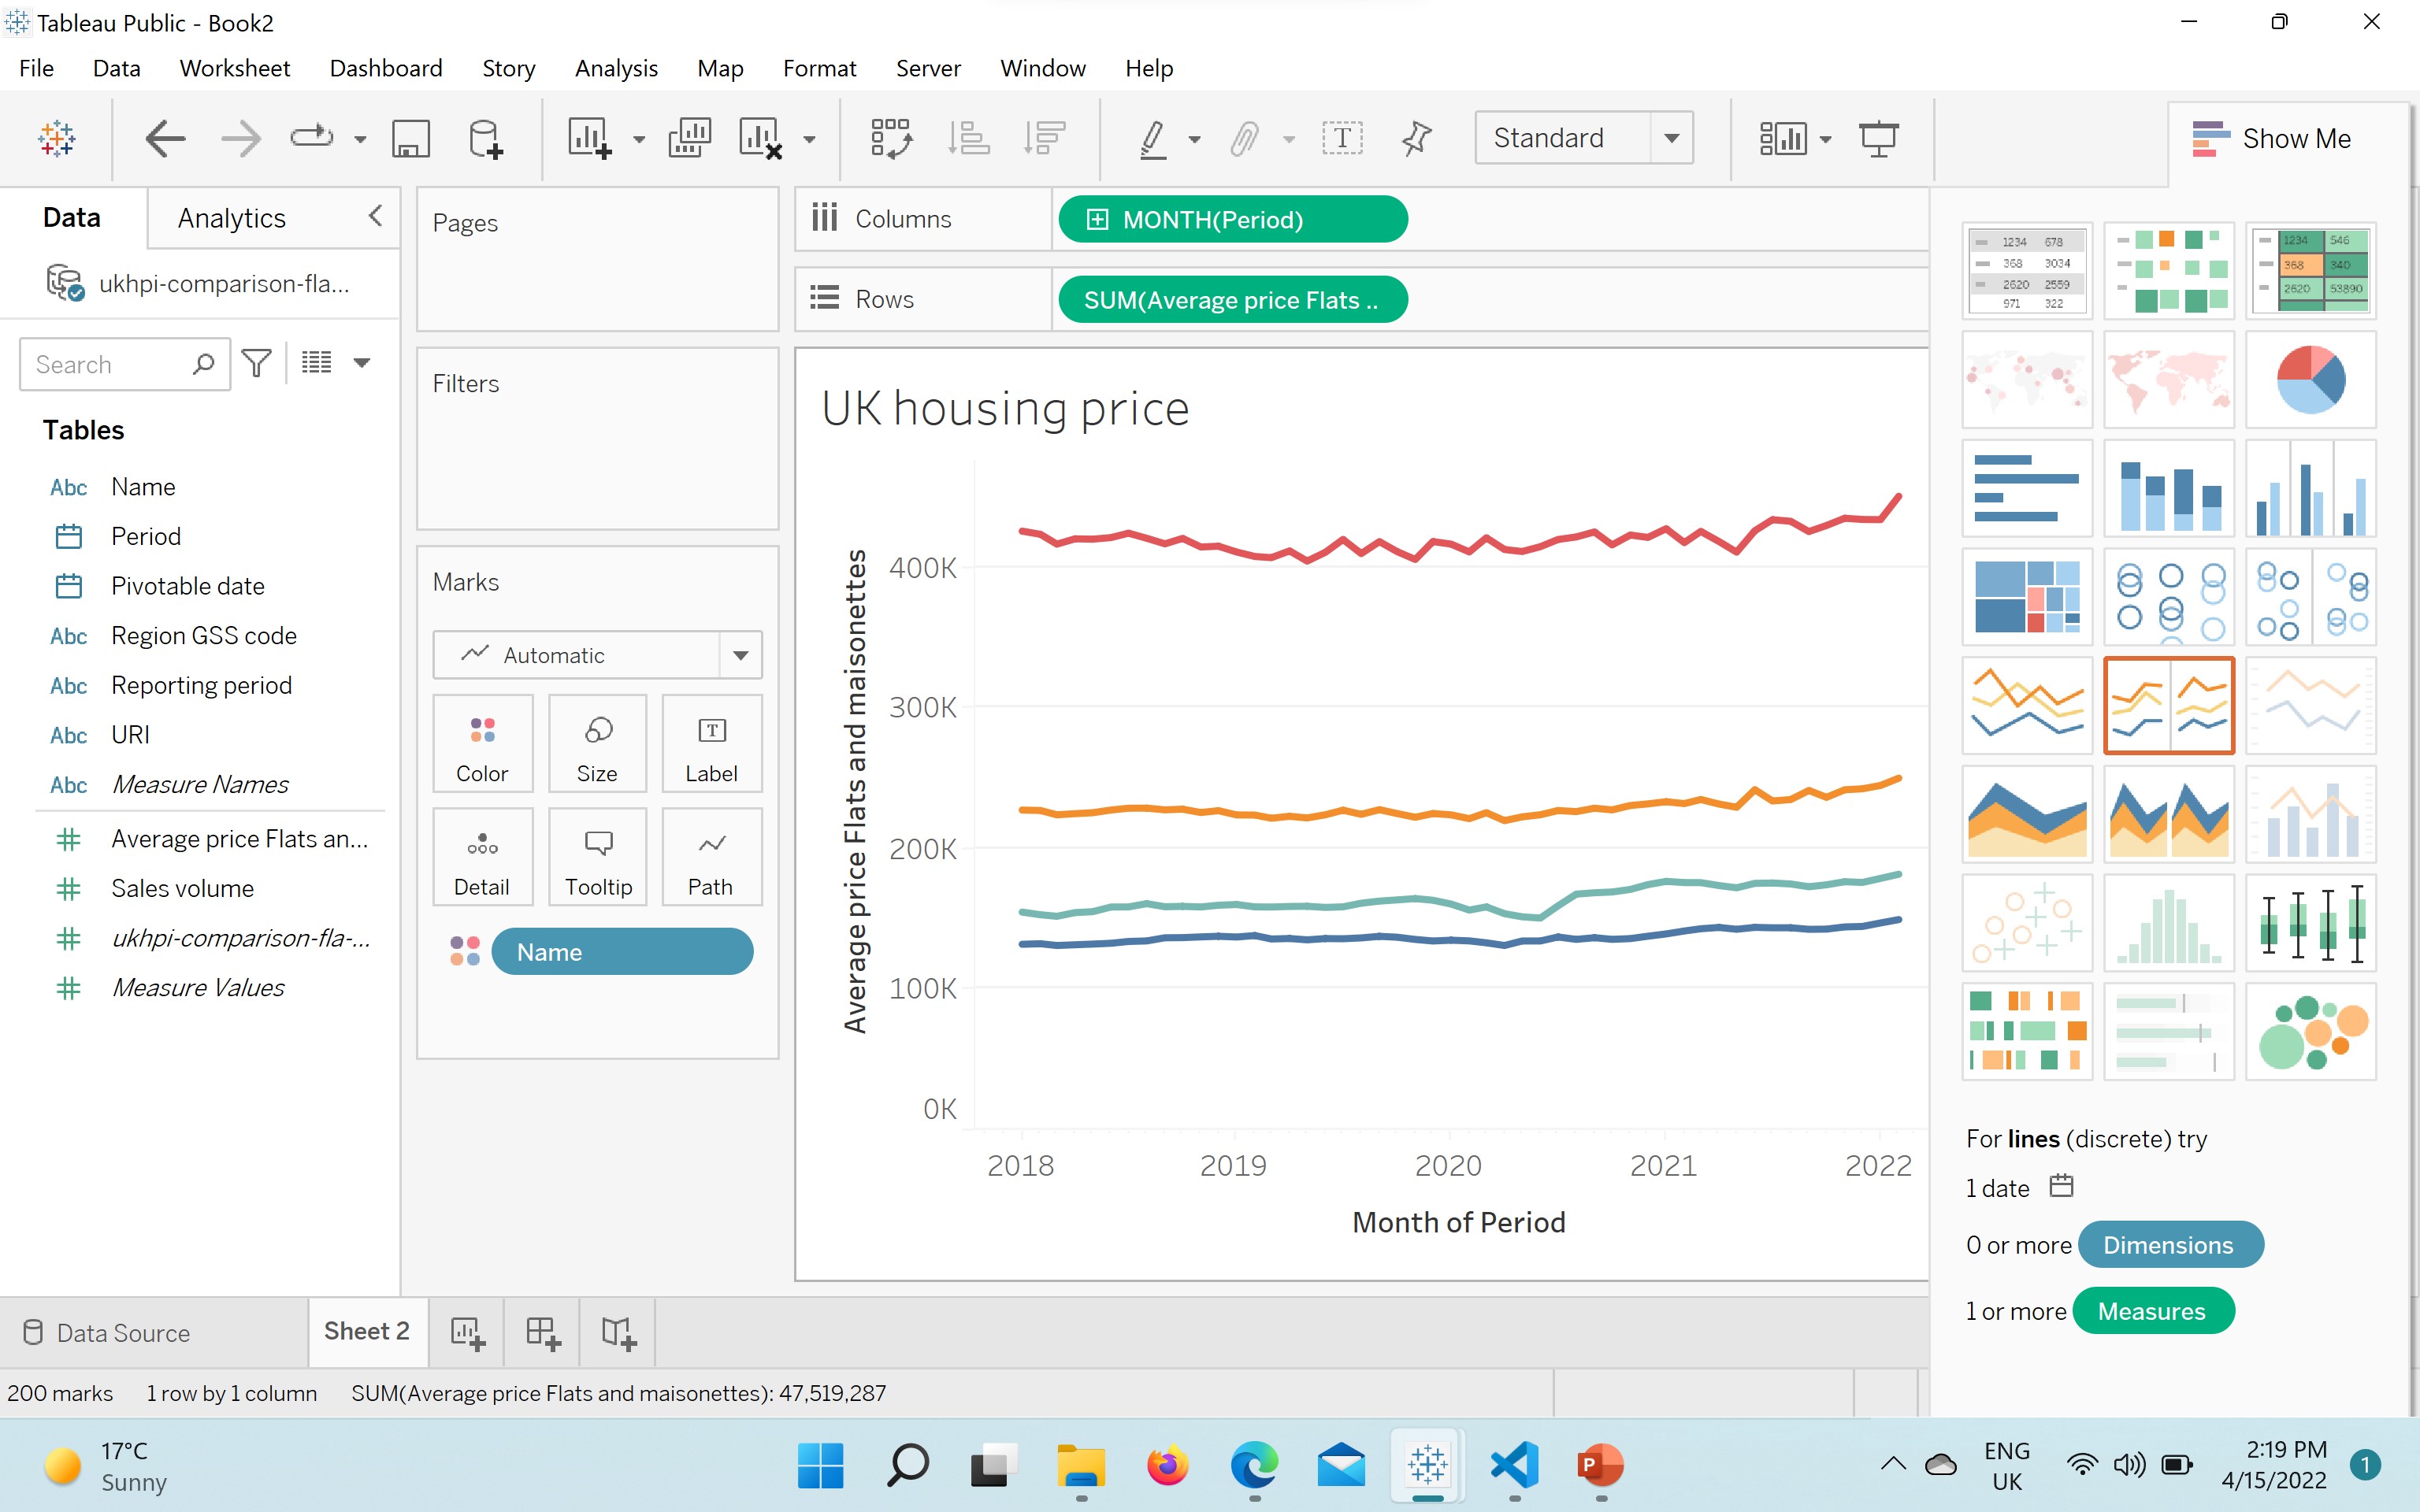 Tableau Public - Book2
File Data Worksheet Dashboard Story Analysis Map Format Server Window Help
T Standard Show Me
Data Analytics
ukhpi-comparison-fla...
Search
Tables
Abc Name
Period
Pivotable date
Abc Region GSS code
Abc Reporting period
Abc URI
Abc Measure Names
Average price Flats an...
Sales volume
ukhpi-comparison-fla-...
Measure Values
Pages
Filters
Marks
Automatic
Color Size T Label
Detail Tooltip Path
Name
Columns MONTH(Period)
Rows SUM(Average price Flats ..
UK housing price
Average price Flats and maisonettes
400K
300K
200K
100K
0K
2018 2019 2020 2021 2022
Month of Period
1234 678
368 3034
2620 2559
971 322
1234 546
368 340
2620 53890
For lines (discrete) try
1 date
0 or more Dimensions
1 or more Measures
Data Source Sheet 2
200 marks 1 row by 1 column SUM(Average price Flats and maisonettes): 47,519,287
17°C
Sunny
P
ENG
UK
2:19 PM
4/15/2022
1